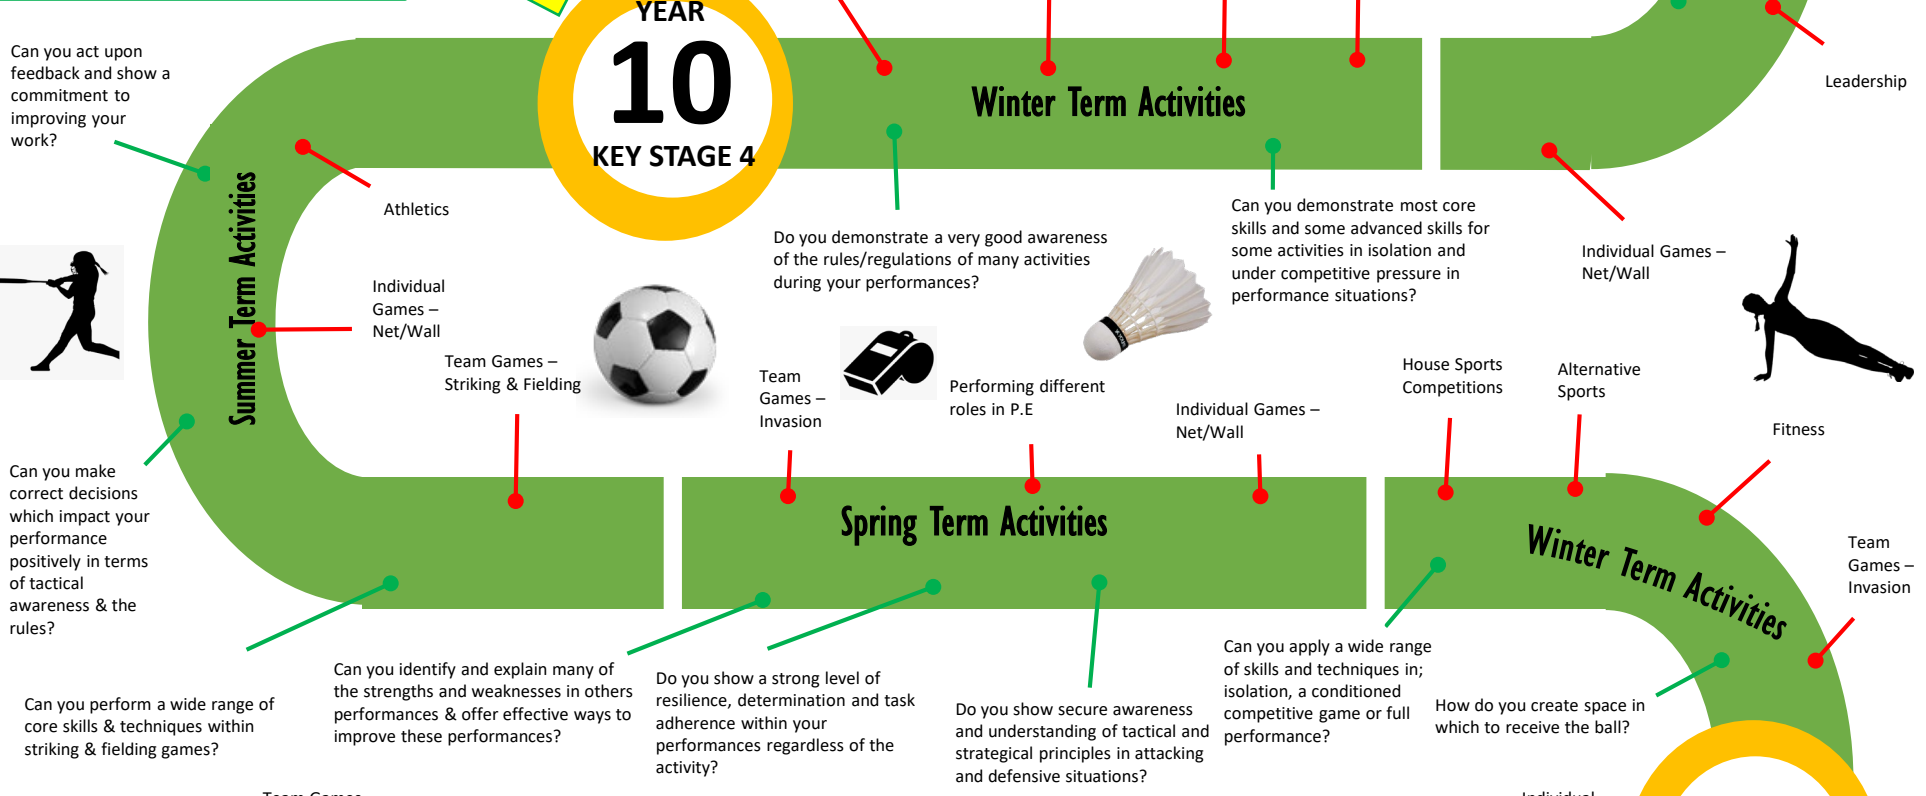 YEAR
10
KEY STAGE 4
Winter Term Activities
Leadership
Can you act upon
feedback and show a
commitment to
improving your
work?
Athletics
Summer Term Activities
Individual
Games –
Net/Wall
Team Games –
Striking & Fielding
Do you demonstrate a very good awareness
of the rules/regulations of many activities
during your performances?
Can you demonstrate most core
skills and some advanced skills for
some activities in isolation and
under competitive pressure in
performance situations?
Individual Games –
Net/Wall
Team
Games –
Invasion
Performing different
roles in P.E
Individual Games –
Net/Wall
House Sports
Competitions
Alternative
Sports
Fitness
Team
Games –
Invasion
Spring Term Activities
Winter Term Activities
Can you make
correct decisions
which impact your
performance
positively in terms
of tactical
awareness & the
rules?
Can you perform a wide range of
core skills & techniques within
striking & fielding games?
Can you identify and explain many of
the strengths and weaknesses in others
performances & offer effective ways to
improve these performances?
Do you show a strong level of
resilience, determination and task
adherence within your
performances regardless of the
activity?
Do you show secure awareness
and understanding of tactical and
strategical principles in attacking
and defensive situations?
Can you apply a wide range
of skills and techniques in;
isolation, a conditioned
competitive game or full
performance?
How do you create space in
which to receive the ball?
Team Games
Individual